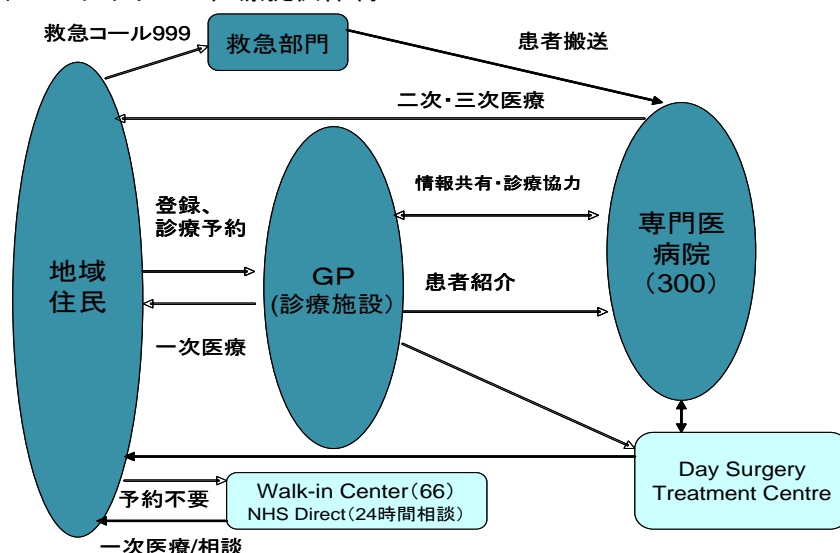 救急コール999
救急部門
患者搬送
二次・三次医療
情報共有・診療協力
登録、
診療予約
地域
住民
GP
(診療施設)
患者紹介
専門医
病院
(300)
一次医療
予約不要
Walk-in Center(66)
NHS Direct(24時間相談)
Day Surgery
Treatment Centre
一次医療/相談